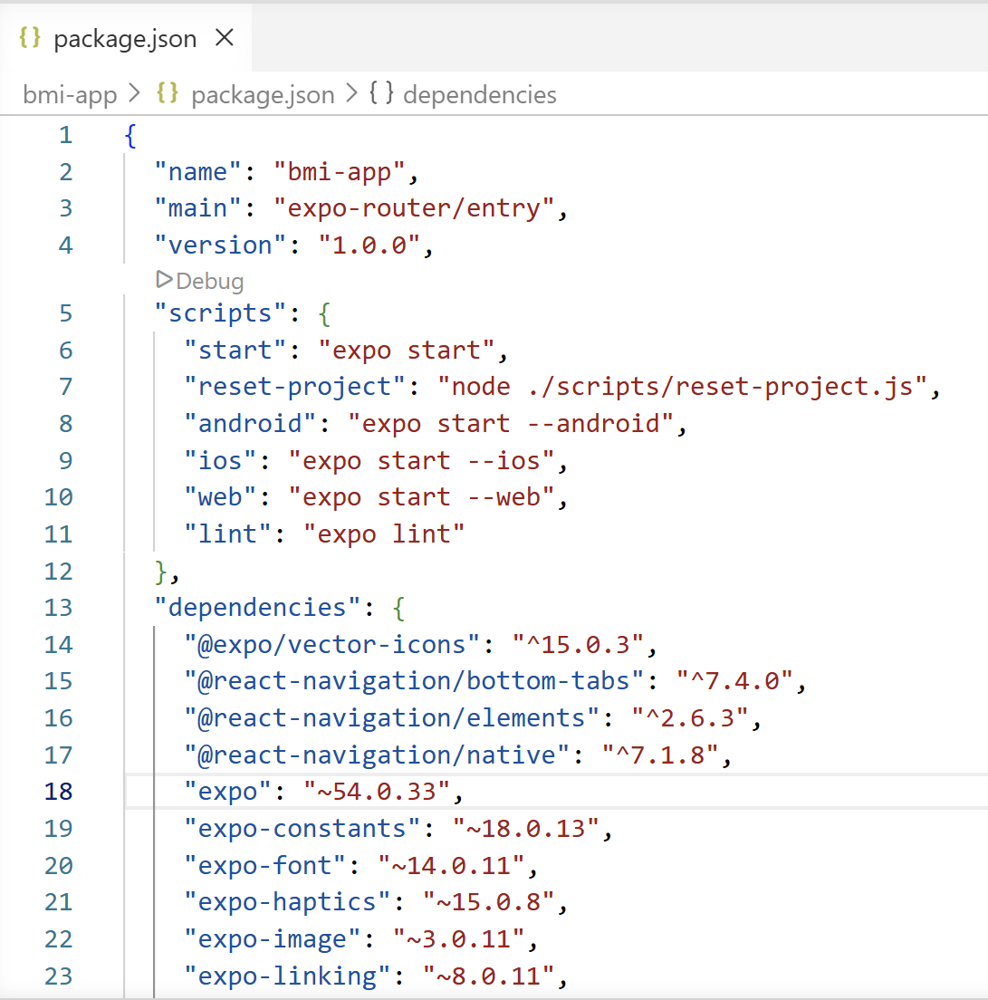 {} package.json ×
bmi-app > {} package.json > {} dependencies
1 {
2 "name": "bmi-app",
3 "main": "expo-router/entry",
4 "version": "1.0.0",
Debug
5 "scripts": {
6 "start": "expo start",
7 "reset-project": "node ./scripts/reset-project.js",
8 "android": "expo start --android",
9 "ios": "expo start --ios",
10 "web": "expo start --web",
11 "lint": "expo lint"
12 },
13 "dependencies": {
14 "@expo/vector-icons": "^15.0.3",
15 "@react-navigation/bottom-tabs": "^7.4.0",
16 "@react-navigation/elements": "^2.6.3",
17 "@react-navigation/native": "^7.1.8",
18 "expo": "~54.0.33",
19 "expo-constants": "~18.0.13",
20 "expo-font": "~14.0.11",
21 "expo-haptics": "~15.0.8",
22 "expo-image": "~3.0.11",
23 "expo-linking": "~8.0.11",